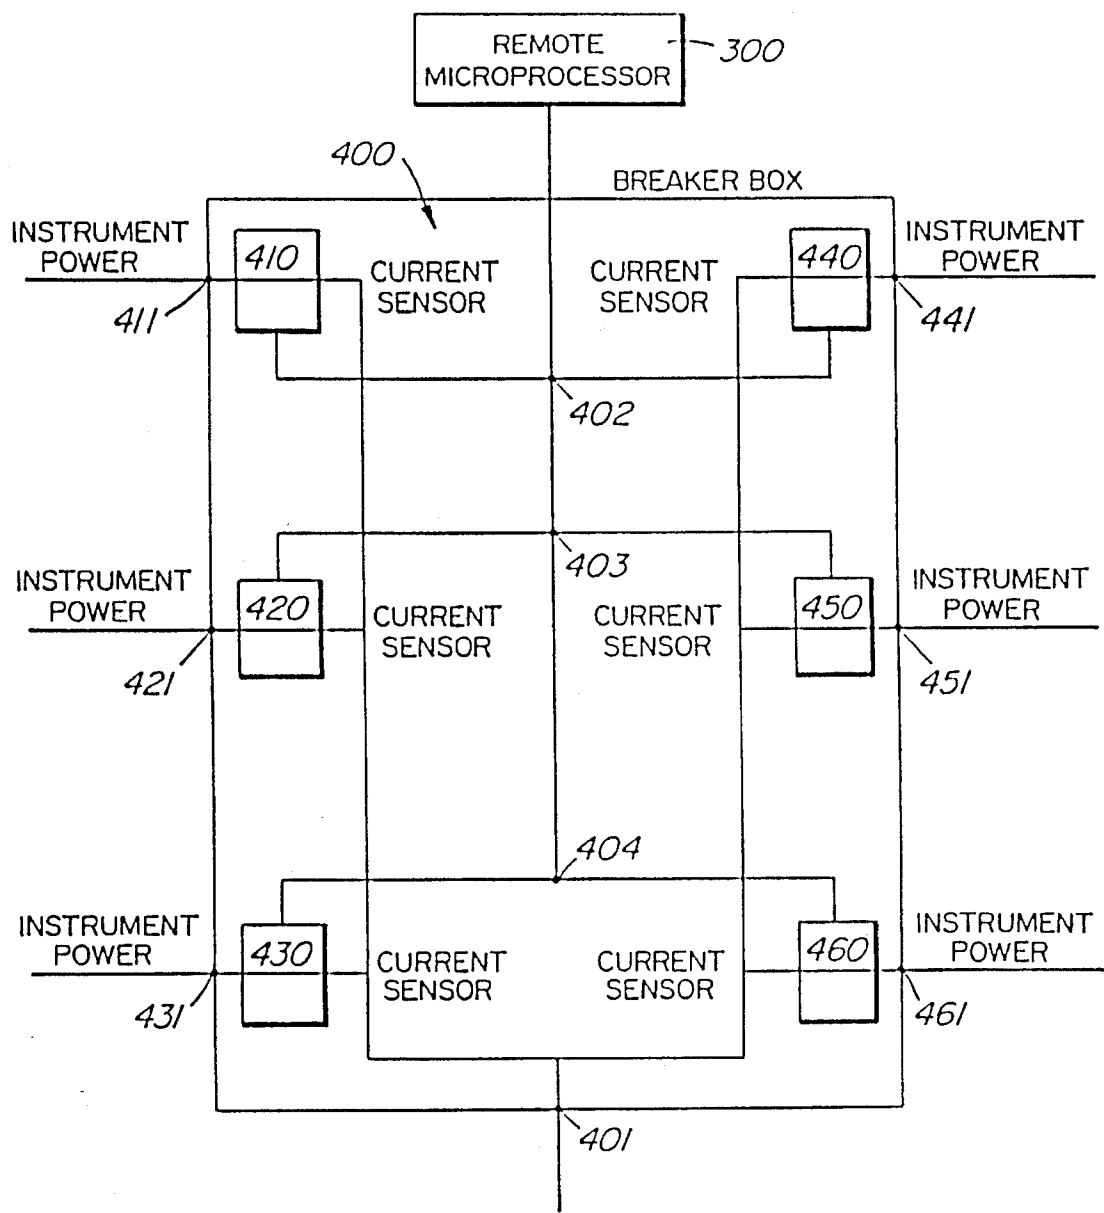 REMOTE
MICROPROCESSOR
300
400
BREAKER BOX
INSTRUMENT
POWER
410
CURRENT
SENSOR
CURRENT
SENSOR
440
INSTRUMENT
POWER
411
441
402
403
INSTRUMENT
POWER
420
CURRENT
SENSOR
CURRENT
SENSOR
450
INSTRUMENT
POWER
421
451
404
INSTRUMENT
POWER
430
CURRENT
SENSOR
CURRENT
SENSOR
460
INSTRUMENT
POWER
431
461
401